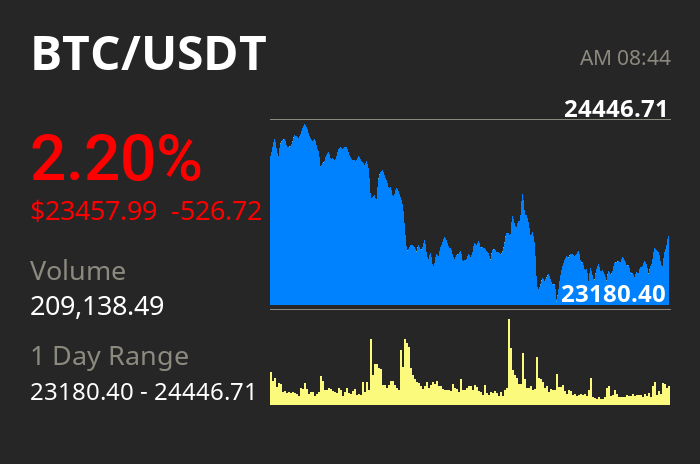 BTC/USDT
AM 08:44
24446.71
2.20%
$23457.99 -526.72
Volume
209,138.49
23180.40
1 Day Range
23180.40 - 24446.71